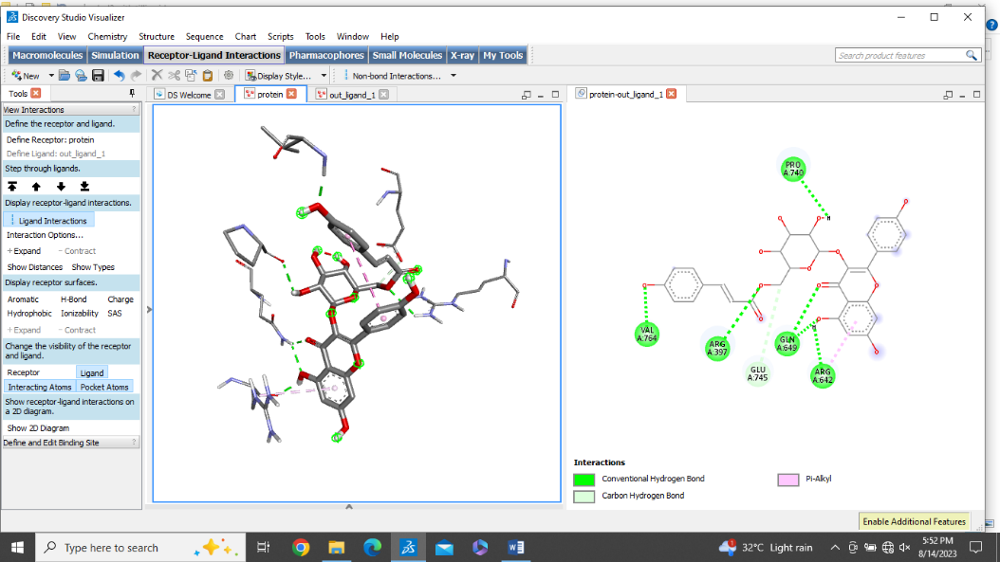 Discovery Studio Visualizer
File Edit View Chemistry Structure Sequence Chart Scripts Tools Window Help
Macromolecules Simulation Receptor-Ligand Interactions Pharmacophores Small Molecules X-ray My Tools
Search product features
New Display Style... Non-bond Interactions...
Tools DS Welcome protein out_ligand_1 protein-out_ligand_1
View Interactions ?
Define the receptor and ligand.
Define Receptor: protein
Define Ligand: out_ligand_1
Step through ligands.
Display receptor-ligand interactions.
Ligand Interactions
Interaction Options...
+ Expand - Contract
Show Distances Show Types
Display receptor surfaces.
Aromatic H-Bond Charge
Hydrophobic Ionizability SAS
+ Expand - Contract
Change the visibility of the receptor
and ligand.
Receptor Ligand
Interacting Atoms Pocket Atoms
Show receptor-ligand interactions on
a 2D diagram.
Show 2D Diagram
Define and Edit Binding Site ?
PRO
A:740
VAL
A:764
ARG
A:397
GLU
A:745
GLN
A:649
ARG
A:642
Interactions
Conventional Hydrogen Bond
Carbon Hydrogen Bond
Pi-Alkyl
Enable Additional Features
Type here to search
32°C Light rain
5:52 PM
8/14/2023